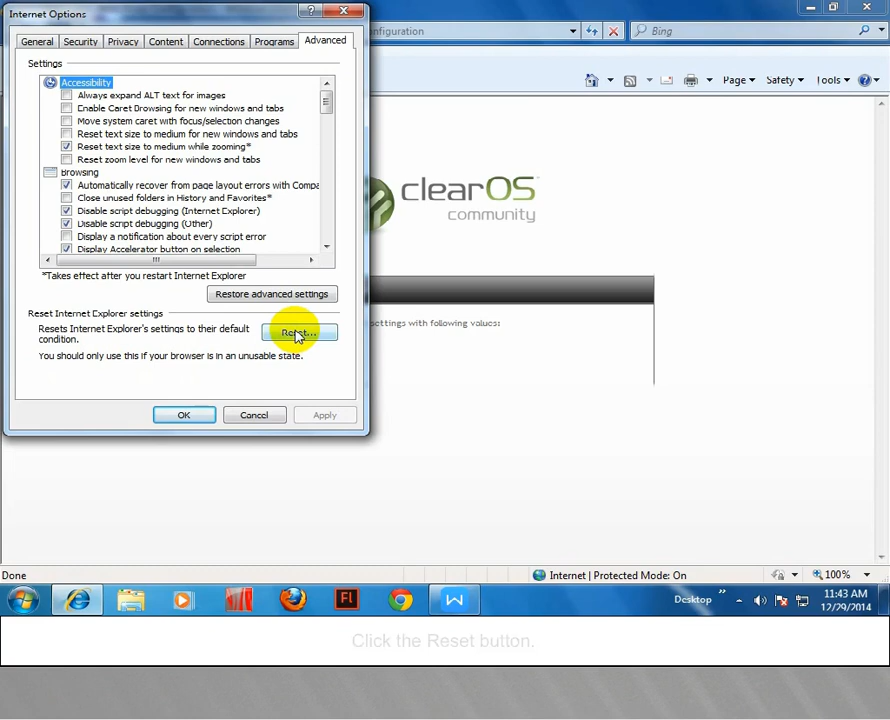 Internet Options
General Security Privacy Content Connections Programs Advanced
Settings
Accessibility
Always expand ALT text for images
Enable Caret Browsing for new windows and tabs
Move system caret with focus/selection changes
Reset text size to medium for new windows and tabs
Reset text size to medium while zooming*
Reset zoom level for new windows and tabs
Browsing
Automatically recover from page layout errors with Compa
Close unused folders in History and Favorites*
Disable script debugging (Internet Explorer)
Disable script debugging (Other)
Display a notification about every script error
Display Accelerator button on selection
*Takes effect after you restart Internet Explorer
Restore advanced settings
Reset Internet Explorer settings
Resets Internet Explorer's settings to their default
condition.
Reset...
You should only use this if your browser is in an unusable state.
OK Cancel Apply
nfiguration
Bing
Page Safety Tools
clearOS
community
settings with following values:
Done
Internet | Protected Mode: On
100%
Fl
W
Desktop
11:43 AM
12/29/2014
Click the Reset button.